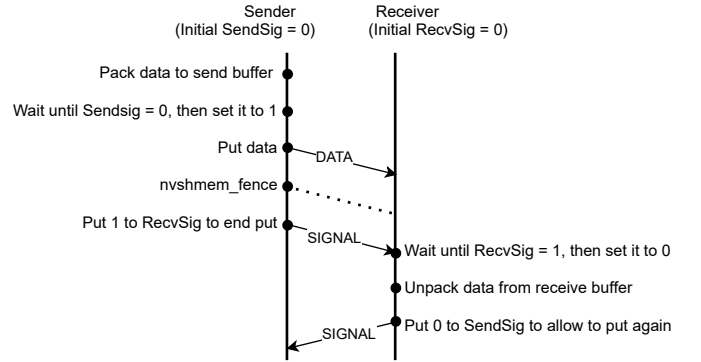 Sender
(Initial SendSig = 0)
Receiver
(Initial RecvSig = 0)
Pack data to send buffer
Wait until Sendsig = 0, then set it to 1
Put data
DATA
nvshmem_fence
Put 1 to RecvSig to end put
SIGNAL
Wait until RecvSig = 1, then set it to 0
Unpack data from receive buffer
Put 0 to SendSig to allow to put again
SIGNAL